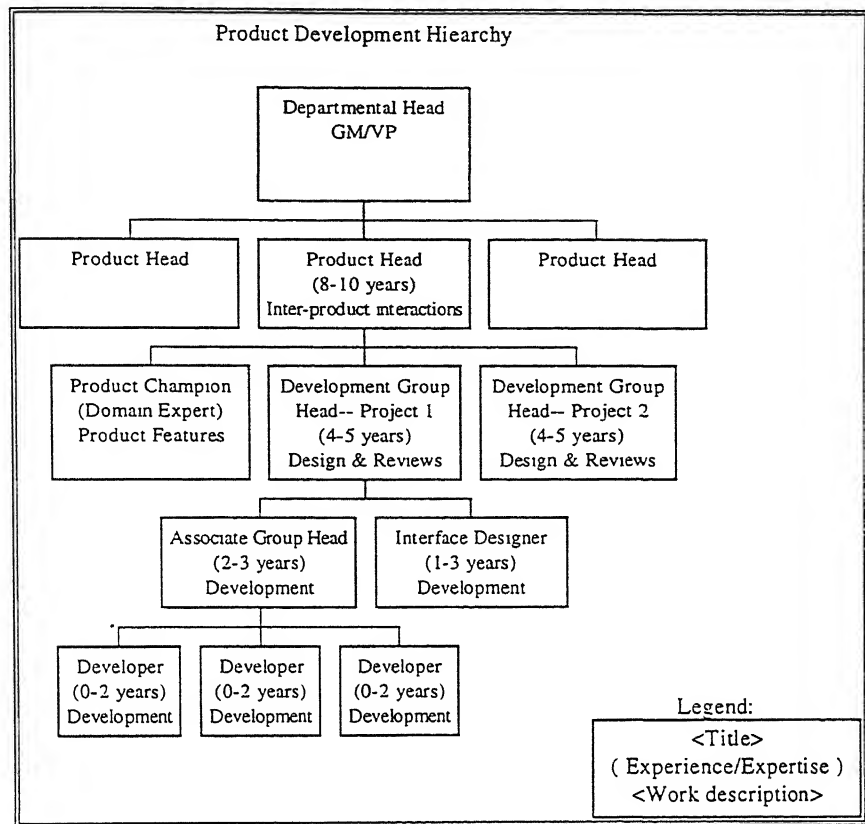 Product Development Hiearchy
Departmental Head
GM/VP
Product Head
Product Head
(8-10 years)
Inter-product interactions
Product Head
Product Champion
(Domain Expert)
Product Features
Development Group
Head-- Project 1
(4-5 years)
Design & Reviews
Development Group
Head-- Project 2
(4-5 years)
Design & Reviews
Associate Group Head
(2-3 years)
Development
Interface Designer
(1-3 years)
Development
Developer
(0-2 years)
Development
Developer
(0-2 years)
Development
Developer
(0-2 years)
Development
Legend:
<Title>
( Experience/Expertise )
<Work description>